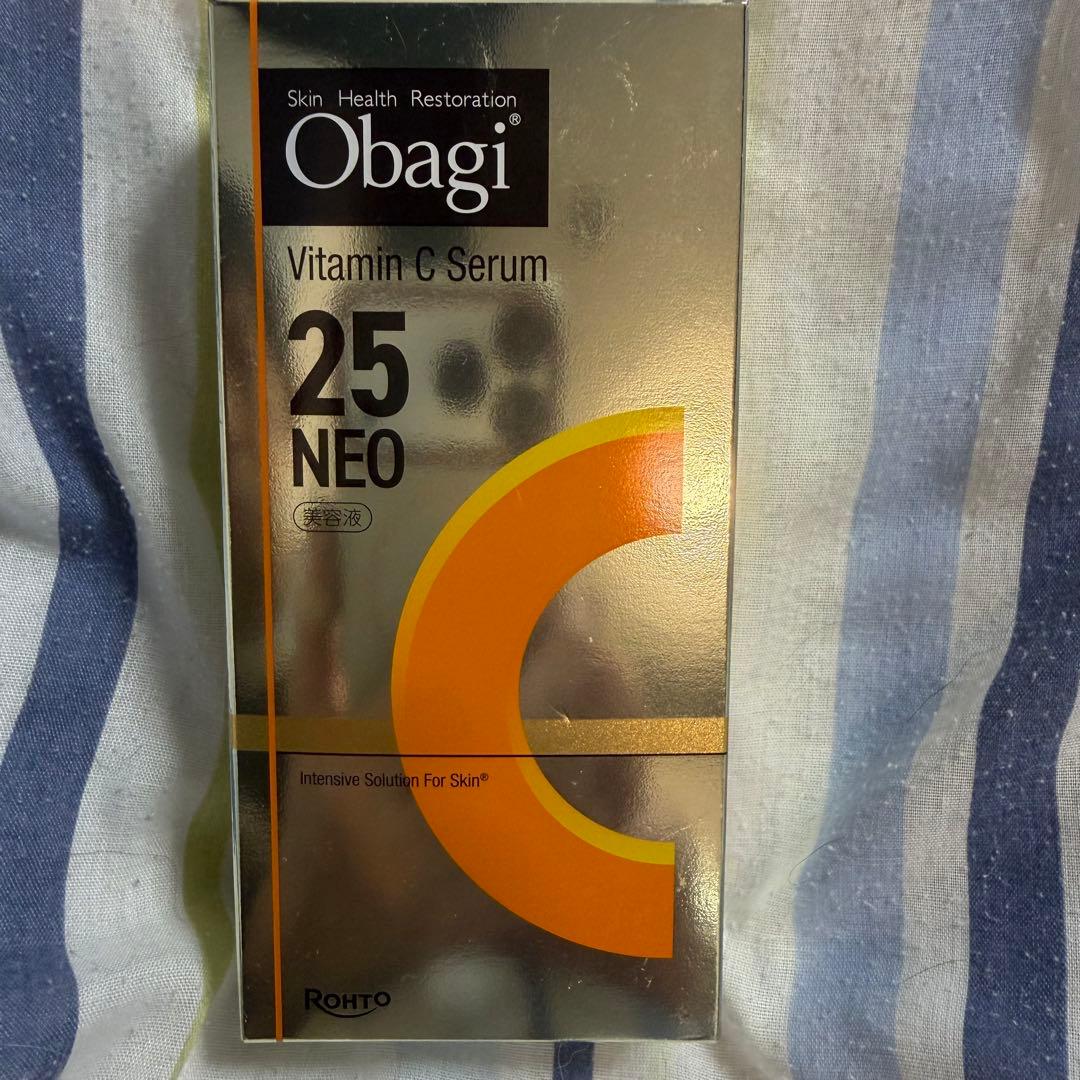 Skin Health Restoration
Obagi®
Vitamin C Serum
25
NEO
美容液
Intensive Solution For Skin®
ROHTO